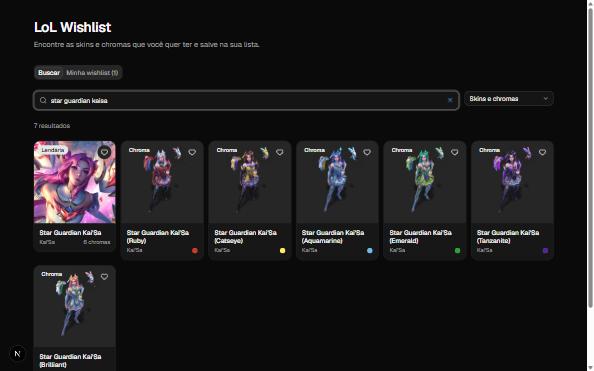 LoL Wishlist
Encontre as skins e chromas que você quer ter e salve na sua lista.
Buscar Minha wishlist (1)
star guardian kaisa
Skins e chromas
7 resultados
Lendária
Star Guardian Kai'Sa
Kai'Sa 6 chromas
Chroma
Star Guardian Kai'Sa
(Ruby)
Kai'Sa
Chroma
Star Guardian Kai'Sa
(Catseye)
Kai'Sa
Chroma
Star Guardian Kai'Sa
(Aquamarine)
Kai'Sa
Chroma
Star Guardian Kai'Sa
(Emerald)
Kai'Sa
Chroma
Star Guardian Kai'Sa
(Tanzanite)
Kai'Sa
Chroma
Star Guardian Kai'Sa
(Brilliant)
N